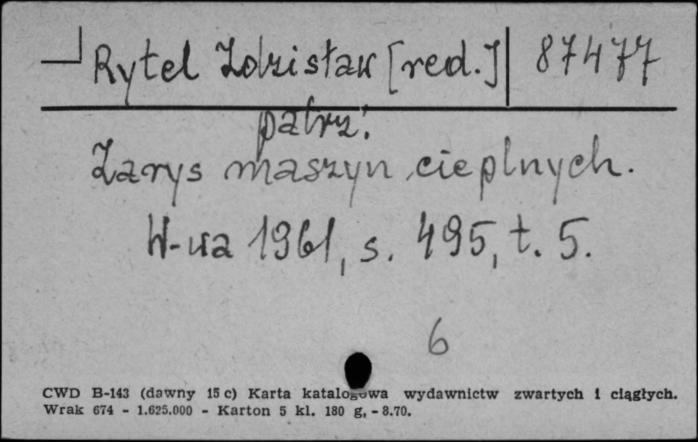 Rytel Zdzisław [red.] 87477
patrz:
Zarys maszyn cieplnych.
W-wa 1961, s. 495, t. 5.
6
CWD B-143 (dawny 15 c) Karta katalogowa wydawnictw zwartych i ciągłych.
Wrak 674 - 1.625.000 - Karton 5 kl. 180 g, - 8.70.